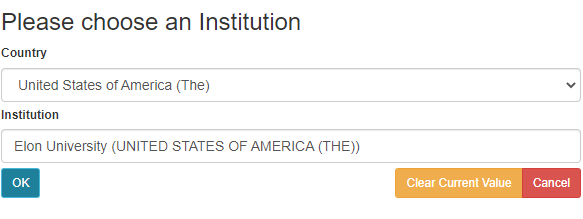 Please choose an Institution
Country
United States of America (The)
Institution
Elon University (UNITED STATES OF AMERICA (THE))
OK Clear Current Value Cancel